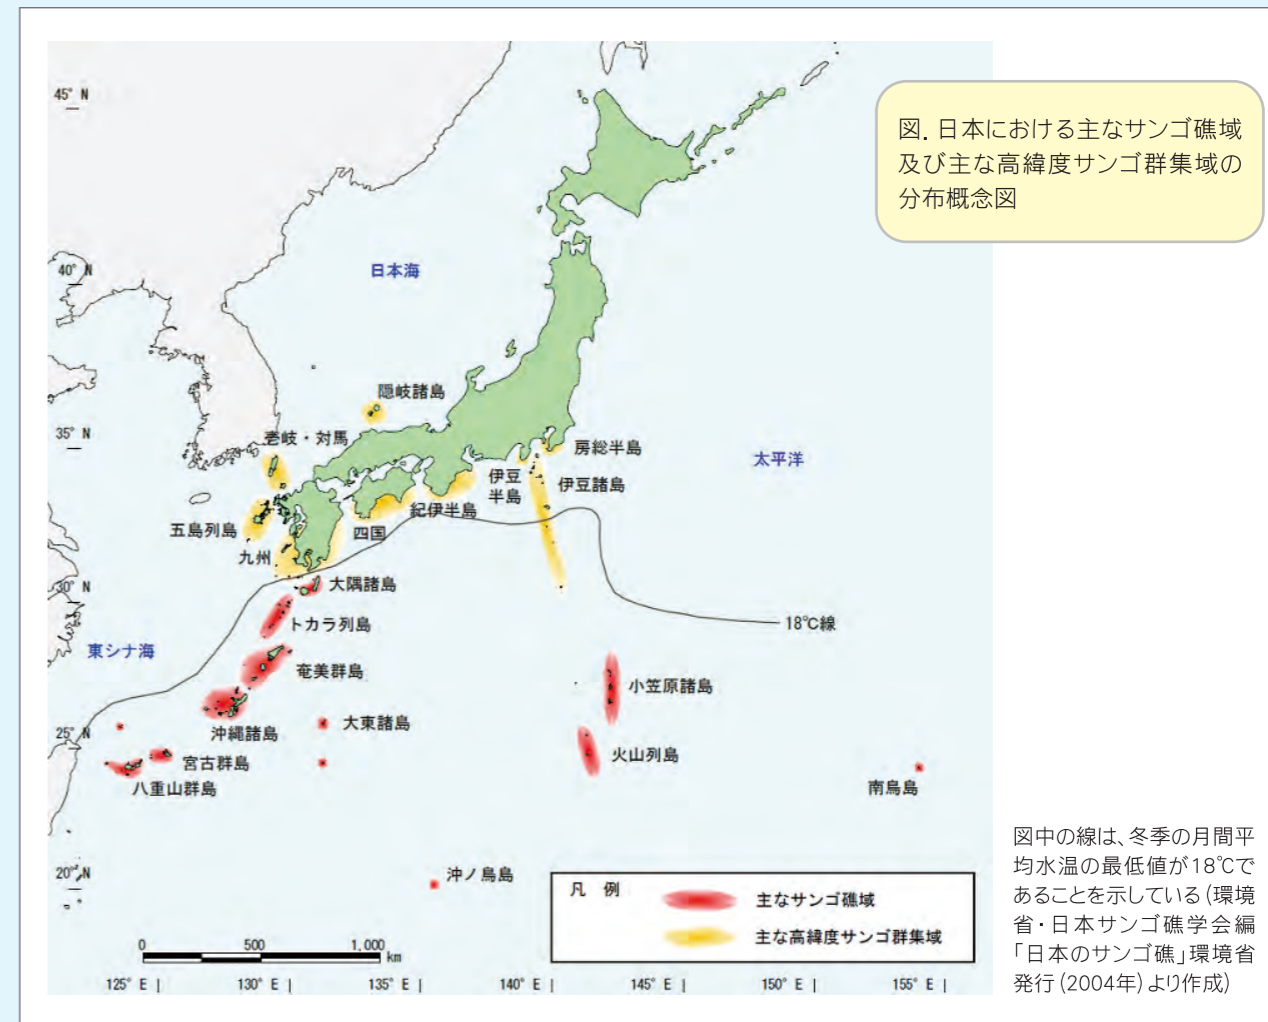 図．日本における主なサンゴ礁域
及び主な高緯度サンゴ群集域の
分布概念図
45° N
40° N
日本海
隠岐諸島
35° N
壱岐・対馬
房総半島
太平洋
伊豆
半島
伊豆諸島
紀伊半島
五島列島
四国
九州
30° N
大隅諸島
トカラ列島
18℃線
東シナ海
奄美群島
小笠原諸島
大東諸島
25° N
沖縄諸島
宮古群島
火山列島
八重山群島
南鳥島
20° N
沖ノ鳥島
凡 例
主なサンゴ礁域
主な高緯度サンゴ群集域
0 500 1,000
km
125° E 130° E 135° E 140° E 145° E 150° E 155° E
図中の線は、冬季の月間平
均水温の最低値が18℃で
あることを示している（環境
省・日本サンゴ礁学会編
「日本のサンゴ礁」環境省
発行（2004年）より作成）